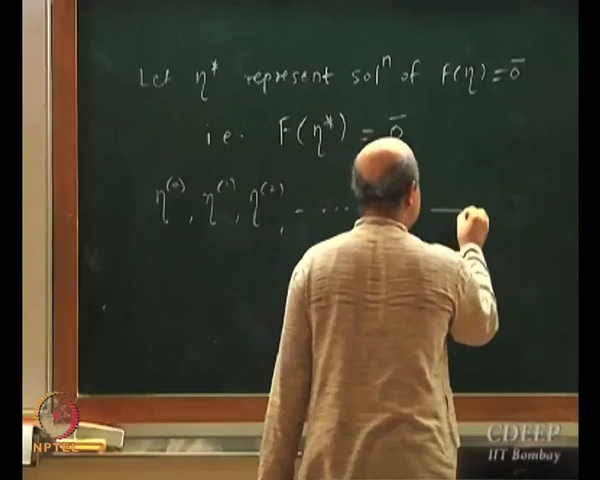 Let η* represent solⁿ of F(η) = 0̄
i.e. F(η*) = 0̄
η⁽⁰⁾, η⁽¹⁾, η⁽²⁾, - ....
NPTEL
CDEEP
IIT Bombay